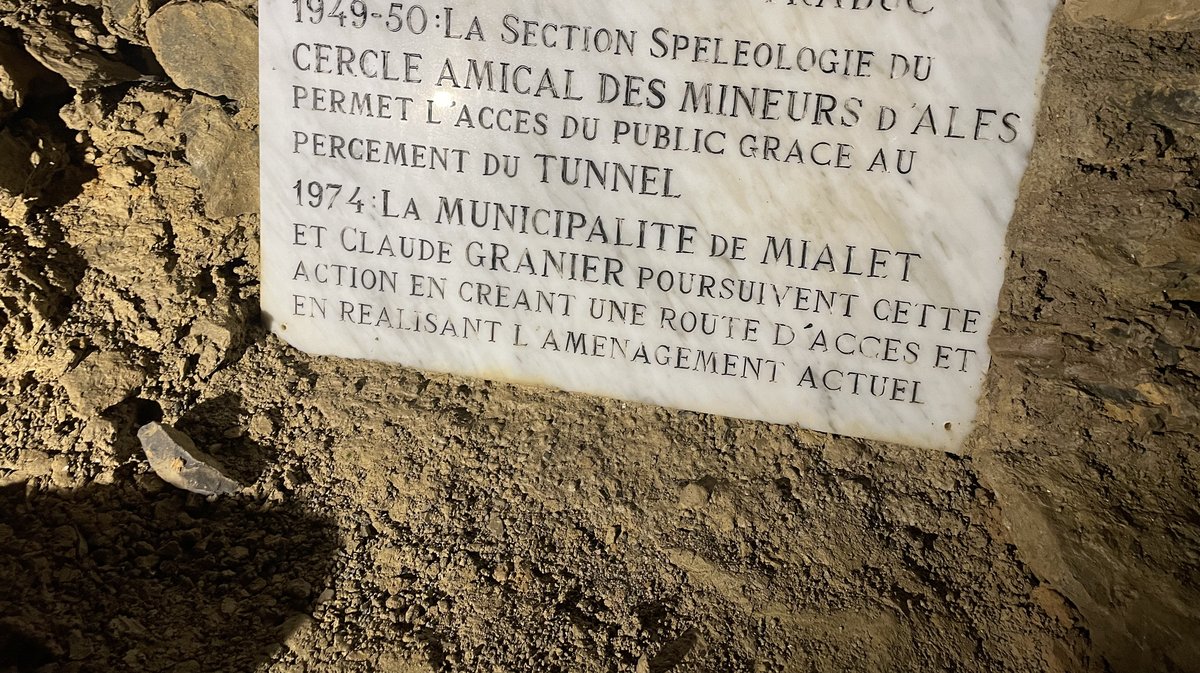 1949-50:LA SECTION SPELEOLOGIE DU
CERCLE AMICAL DES MINEURS D'ALES
PERMET L'ACCES DU PUBLIC GRACE AU
PERCEMENT DU TUNNEL
1974:LA MUNICIPALITE DE MIALET
ET CLAUDE GRANIER POURSUIVENT CETTE
ACTION EN CREANT UNE ROUTE D'ACCES ET
EN REALISANT L'AMENAGEMENT ACTUEL